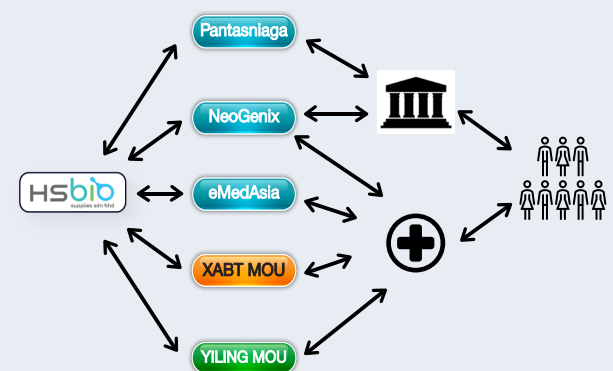 Pantasniaga
NeoGenix
HSbio
supplies sdn bhd
eMedAsia
XABT MOU
YILING MOU